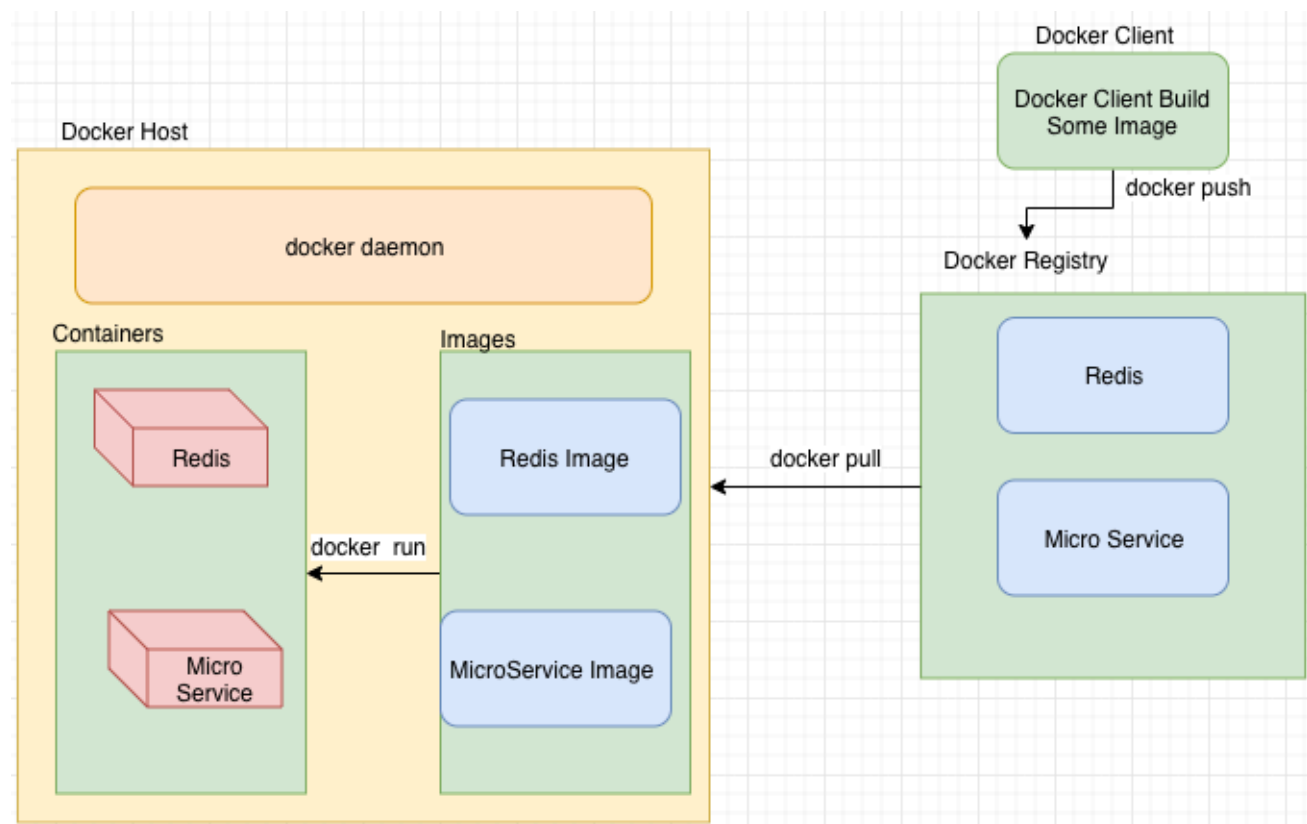 Docker Client
Docker Client Build
Some Image
docker push
Docker Host
docker daemon
Docker Registry
Containers
Images
Redis
Redis Image
docker pull
Redis
docker run
Micro Service
Micro
Service
MicroService Image